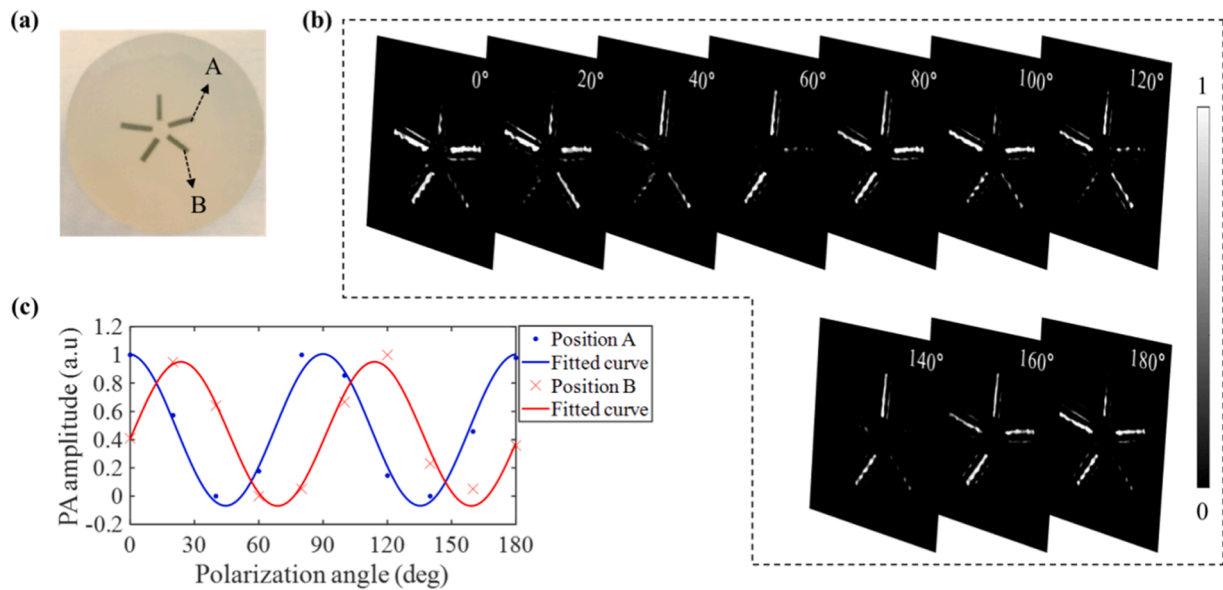 (a)
A
B
(b)
0°
20°
40°
60°
80°
100°
120°
1
0
140°
160°
180°
(c)
PA amplitude (a.u)
1.2
1
0.8
0.6
0.4
0.2
0
-0.2
0
30
60
90
120
150
180
Polarization angle (deg)
Position A
Fitted curve
Position B
Fitted curve